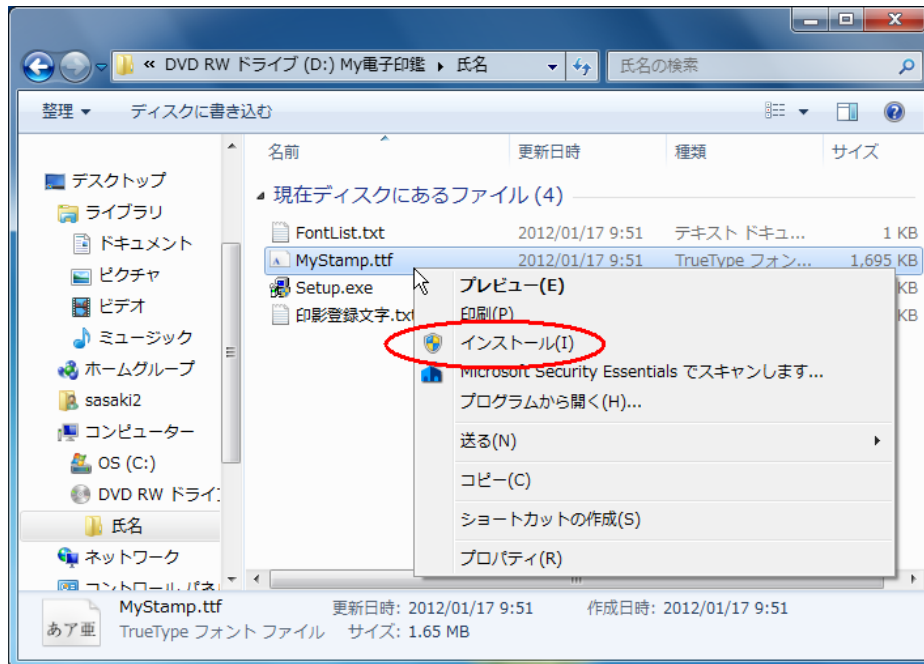 « DVD RW ドライブ (D:) My電子印鑑 ▸ 氏名
氏名の検索
整理 ディスクに書き込む
名前 更新日時 種類 サイズ
現在ディスクにあるファイル (4)
FontList.txt 2012/01/17 9:51 テキスト ドキュ... 1 KB
MyStamp.ttf 2012/01/17 9:51 TrueType フォン... 1,695 KB
Setup.exe KB
印影登録文字.txt KB
デスクトップ
ライブラリ
ドキュメント
ピクチャ
ビデオ
ミュージック
ホームグループ
sasaki2
コンピューター
OS (C:)
DVD RW ドライ
氏名
ネットワーク
コントロール パネ
プレビュー(E)
印刷(P)
インストール(I)
Microsoft Security Essentials でスキャンします...
プログラムから開く(H)...
送る(N)
コピー(C)
ショートカットの作成(S)
プロパティ(R)
あア亜
MyStamp.ttf 更新日時: 2012/01/17 9:51 作成日時: 2012/01/17 9:51
TrueType フォント ファイル サイズ: 1.65 MB